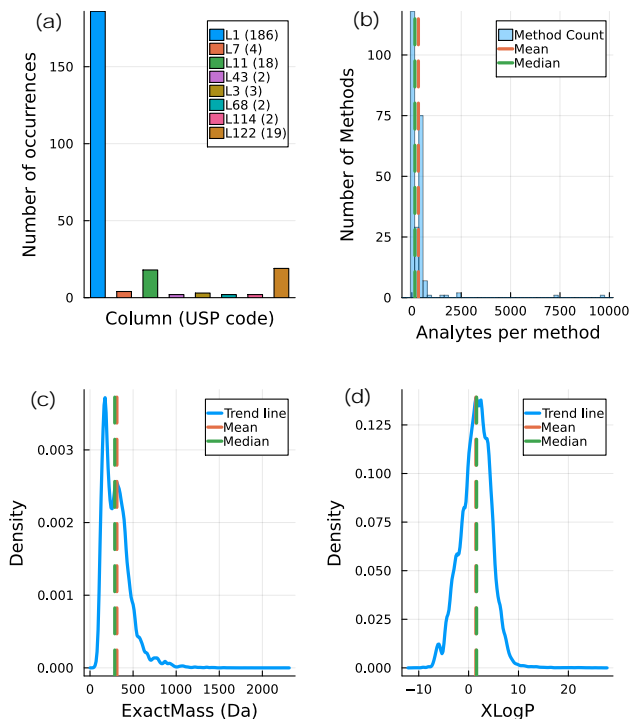 (a)
Number of occurrences
150
100
50
0
L1 (186)
L7 (4)
L11 (18)
L43 (2)
L3 (3)
L68 (2)
L114 (2)
L122 (19)
Column (USP code)
(b)
Number of Methods
100
75
50
25
0
Method Count
Mean
Median
0 2500 5000 7500 10000
Analytes per method
(c)
Density
0.003
0.002
0.001
0.000
Trend line
Mean
Median
0 500 1000 1500 2000
ExactMass (Da)
(d)
Density
0.125
0.100
0.075
0.050
0.025
0.000
Trend line
Mean
Median
−10 0 10 20
XLogP